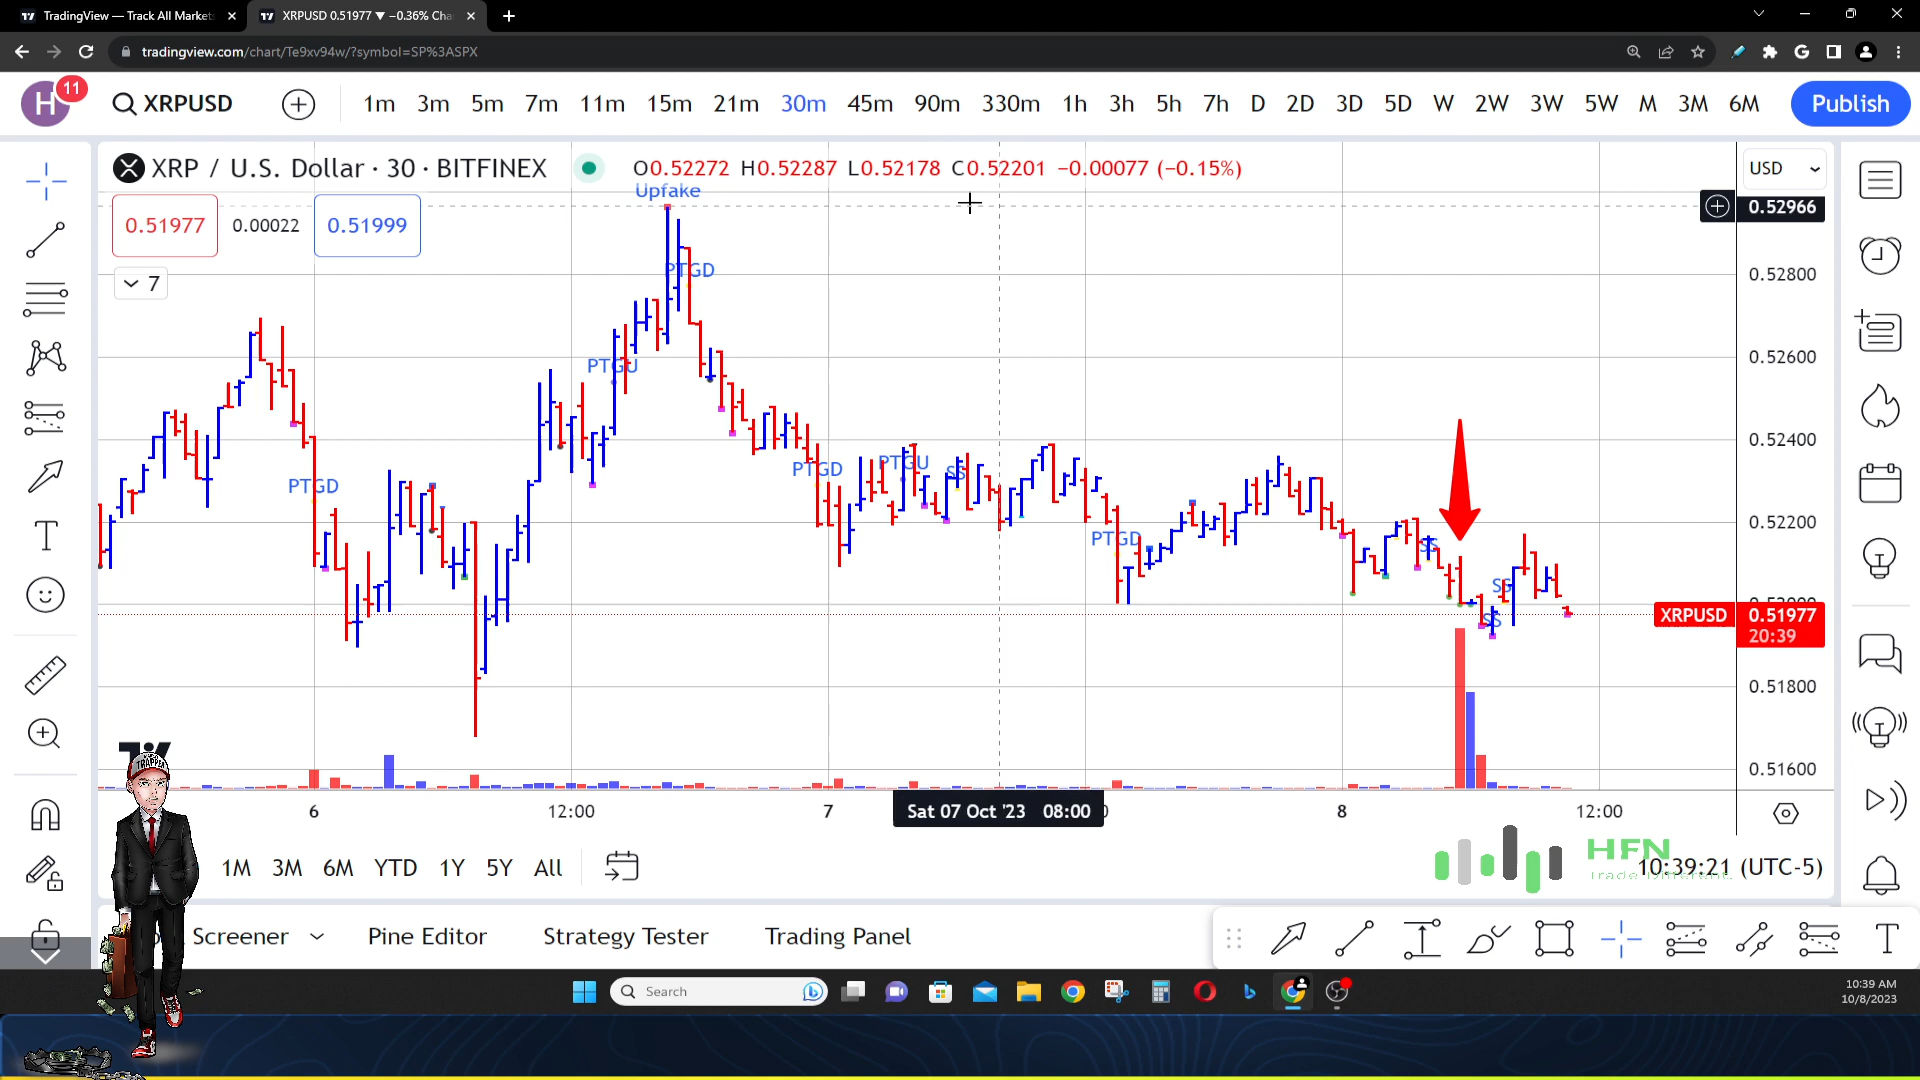 TradingView — Track All Market
XRPUSD 0.51977 ▼ −0.36% Cha
tradingview.com/chart/Te9xv94w/?symbol=SP%3ASPX
H
11
XRPUSD
1m 3m 5m 7m 11m 15m 21m 30m 45m 90m 330m 1h 3h 5h 7h D 2D 3D 5D W 2W 3W 5W M 3M 6M
Publish
XRP / U.S. Dollar · 30 · BITFINEX
O0.52272 H0.52287 L0.52178 C0.52201 −0.00077 (−0.15%)
USD
Upfake
0.51977 0.00022 0.51999
0.52966
7
PTGD
0.52800
PTGU
0.52600
0.52400
PTGD
PTGU
SS
PTGD
0.52200
PTGD
SS
SS
SS
XRPUSD 0.51977
20:39
0.51800
0.51600
TRAPPER
6 12:00 7 Sat 07 Oct '23 08:00 8 12:00
HFN
Trade Different.
1M 3M 6M YTD 1Y 5Y All
10:39:21 (UTC-5)
Screener Pine Editor Strategy Tester Trading Panel
Search
10:39 AM
10/8/2023